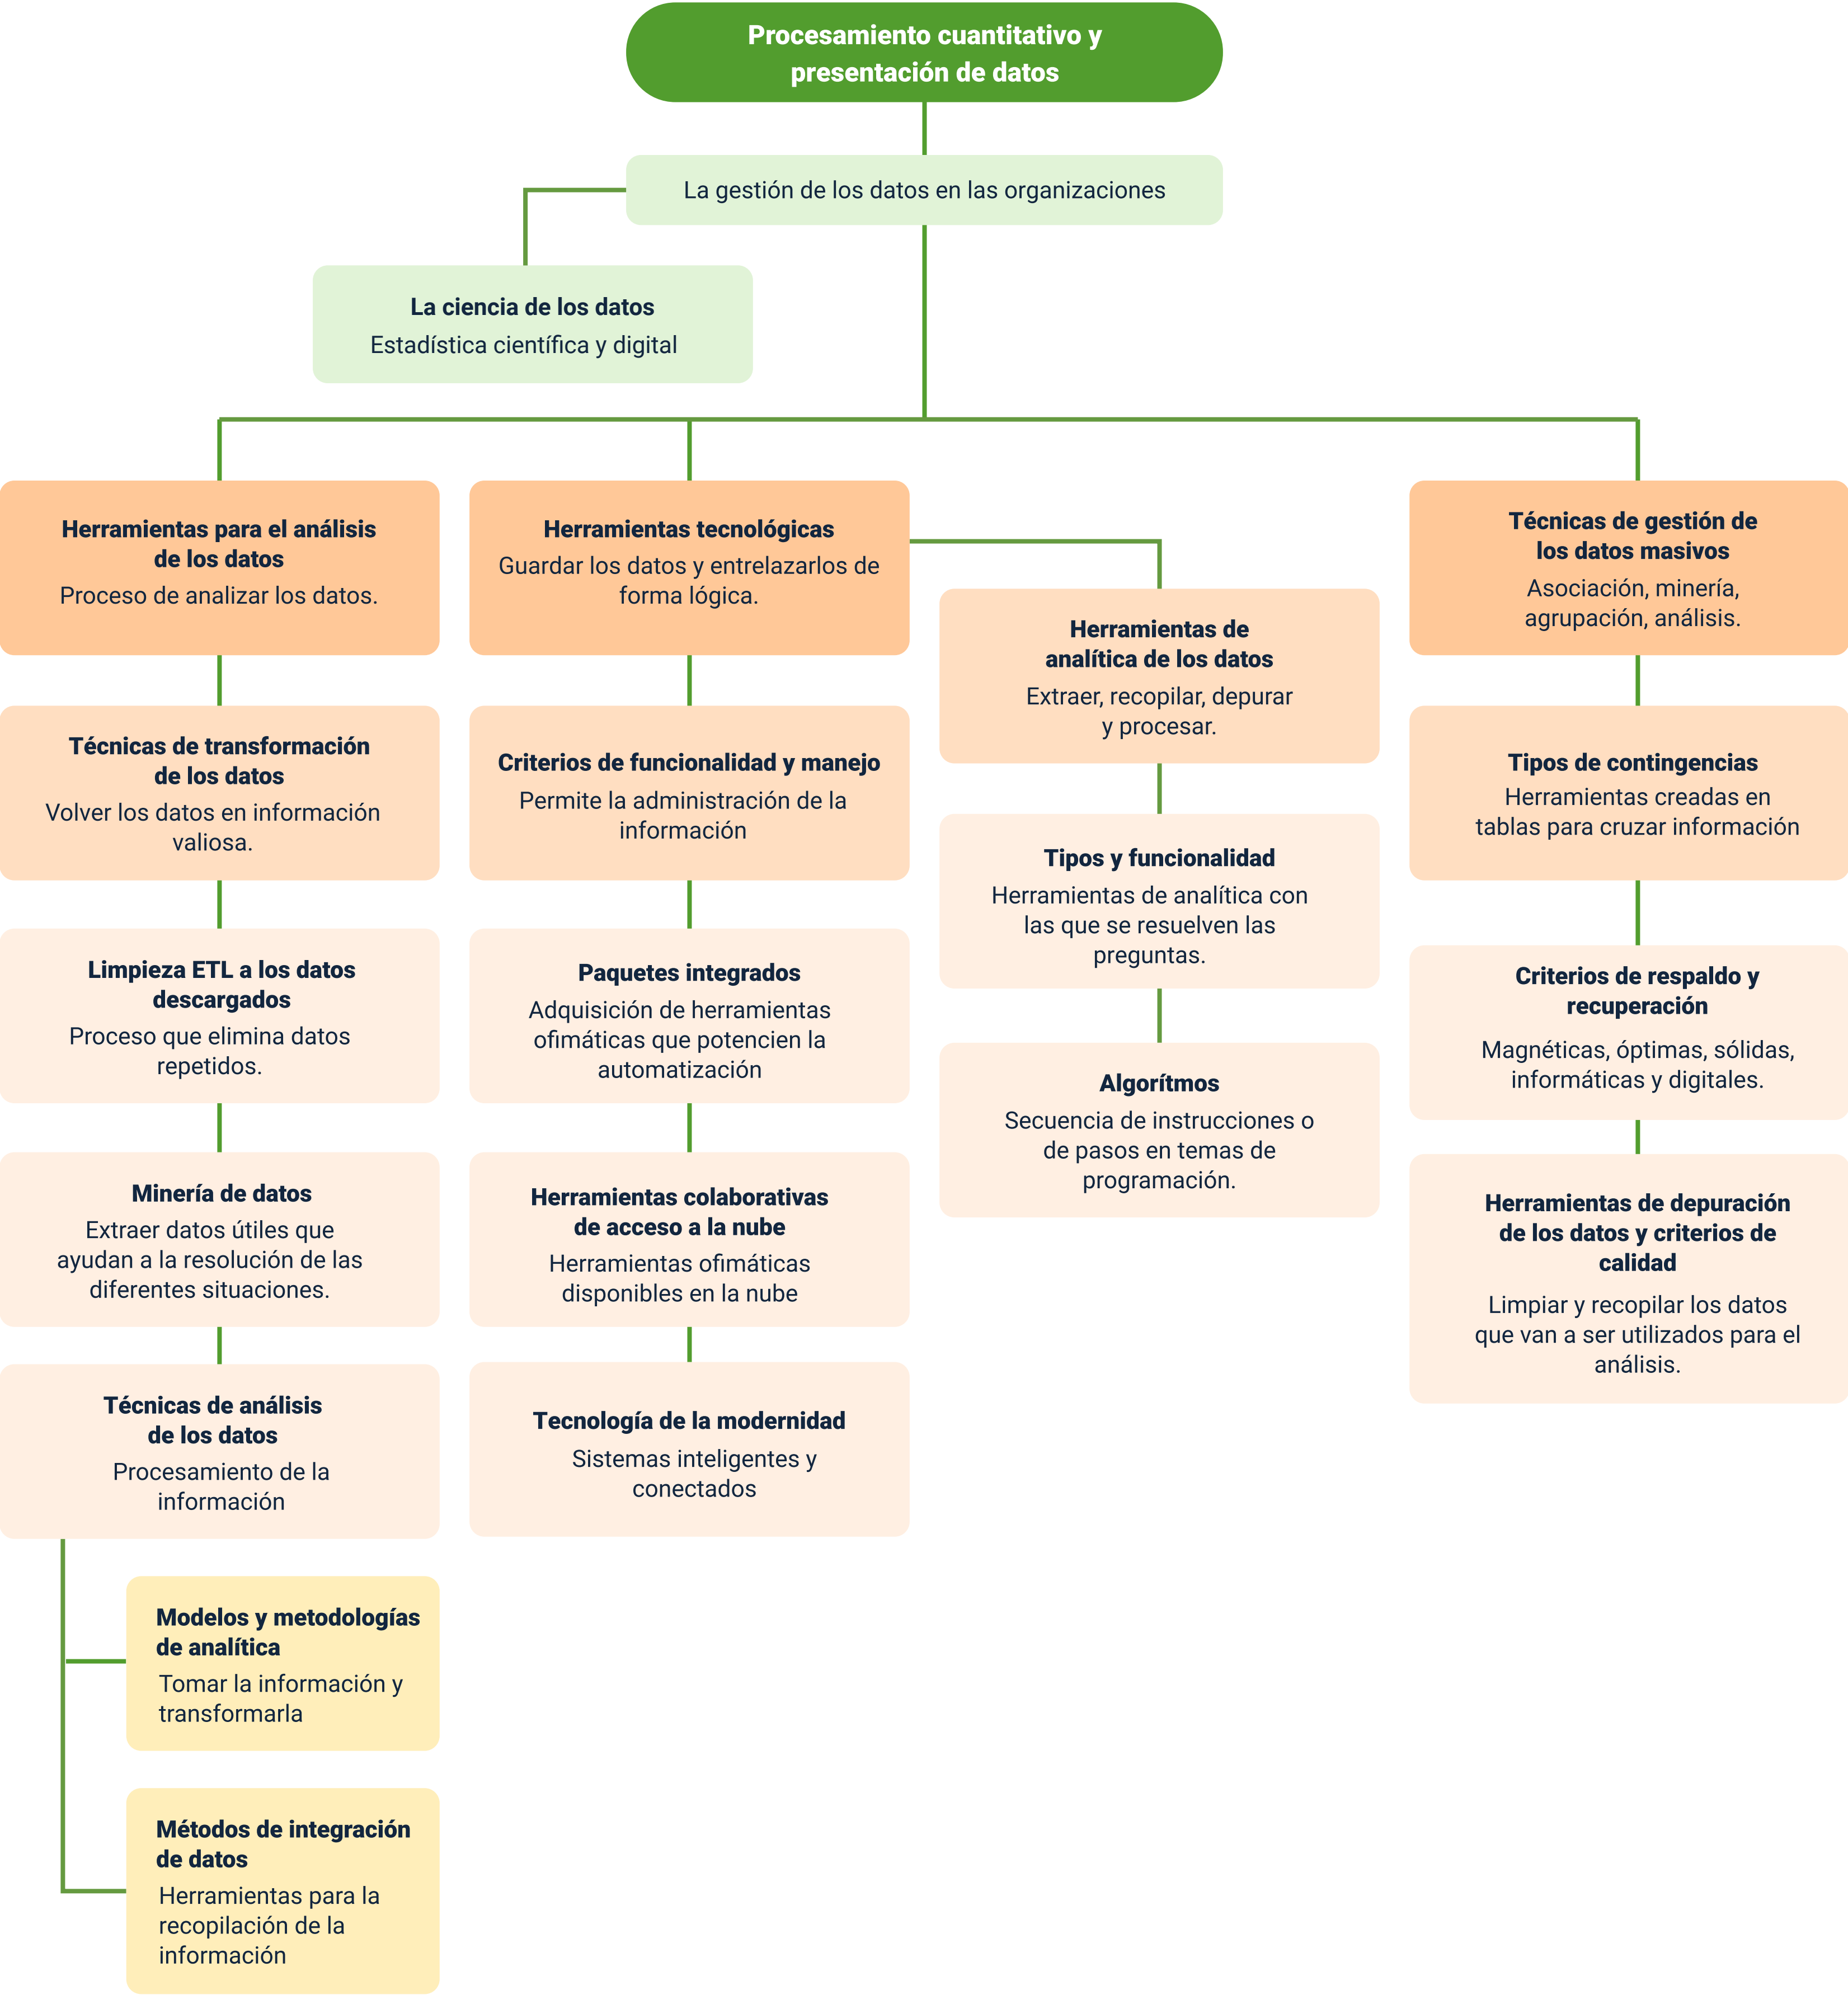 Procesamiento cuantitativo y
presentación de datos
La gestión de los datos en las organizaciones
La ciencia de los datos
Estadística científica y digital
Herramientas para el análisis
de los datos
Proceso de analizar los datos.
Técnicas de transformación
de los datos
Volver los datos en información
valiosa.
Limpieza ETL a los datos
descargados
Proceso que elimina datos
repetidos.
Minería de datos
Extraer datos útiles que
ayudan a la resolución de las
diferentes situaciones.
Técnicas de análisis
de los datos
Procesamiento de la
información
Modelos y metodologías
de analítica
Tomar la información y
transformarla
Métodos de integración
de datos
Herramientas para la
recopilación de la
información
Herramientas tecnológicas
Guardar los datos y entrelazarlos de
forma lógica.
Criterios de funcionalidad y manejo
Permite la administración de la
información
Paquetes integrados
Adquisición de herramientas
ofimáticas que potencien la
automatización
Herramientas colaborativas
de acceso a la nube
Herramientas ofimáticas
disponibles en la nube
Tecnología de la modernidad
Sistemas inteligentes y
conectados
Herramientas de
analítica de los datos
Extraer, recopilar, depurar
y procesar.
Tipos y funcionalidad
Herramientas de analítica con
las que se resuelven las
preguntas.
Algorítmos
Secuencia de instrucciones o
de pasos en temas de
programación.
Técnicas de gestión de
los datos masivos
Asociación, minería,
agrupación, análisis.
Tipos de contingencias
Herramientas creadas en
tablas para cruzar información
Criterios de respaldo y
recuperación
Magnéticas, óptimas, sólidas,
informáticas y digitales.
Herramientas de depuración
de los datos y criterios de
calidad
Limpiar y recopilar los datos
que van a ser utilizados para el
análisis.